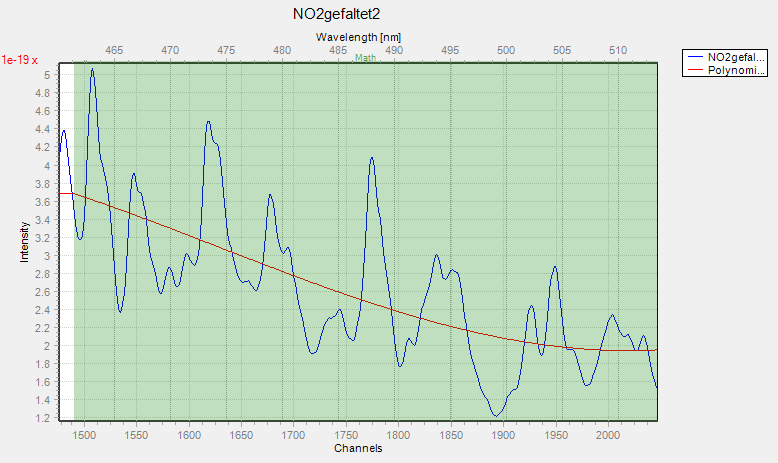 NO2gefaltet2
Wavelength [nm]
465 470 475 480 485 490 495 500 505 510
Math
1e-19 x
5
4.8
4.6
4.4
4.2
4
3.8
3.6
3.4
3.2
3
2.8
2.6
2.4
2.2
2
1.8
1.6
1.4
1.2
Intensity
1500 1550 1600 1650 1700 1750 1800 1850 1900 1950 2000
Channels
NO2gefal...
Polynomi...